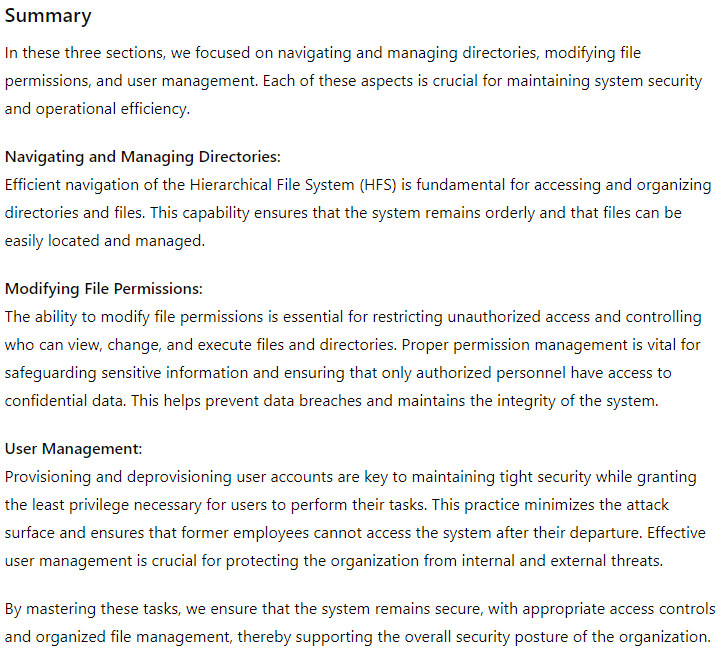 Summary
In these three sections, we focused on navigating and managing directories, modifying file
permissions, and user management. Each of these aspects is crucial for maintaining system security
and operational efficiency.
Navigating and Managing Directories:
Efficient navigation of the Hierarchical File System (HFS) is fundamental for accessing and organizing
directories and files. This capability ensures that the system remains orderly and that files can be
easily located and managed.
Modifying File Permissions:
The ability to modify file permissions is essential for restricting unauthorized access and controlling
who can view, change, and execute files and directories. Proper permission management is vital for
safeguarding sensitive information and ensuring that only authorized personnel have access to
confidential data. This helps prevent data breaches and maintains the integrity of the system.
User Management:
Provisioning and deprovisioning user accounts are key to maintaining tight security while granting
the least privilege necessary for users to perform their tasks. This practice minimizes the attack
surface and ensures that former employees cannot access the system after their departure. Effective
user management is crucial for protecting the organization from internal and external threats.
By mastering these tasks, we ensure that the system remains secure, with appropriate access controls
and organized file management, thereby supporting the overall security posture of the organization.